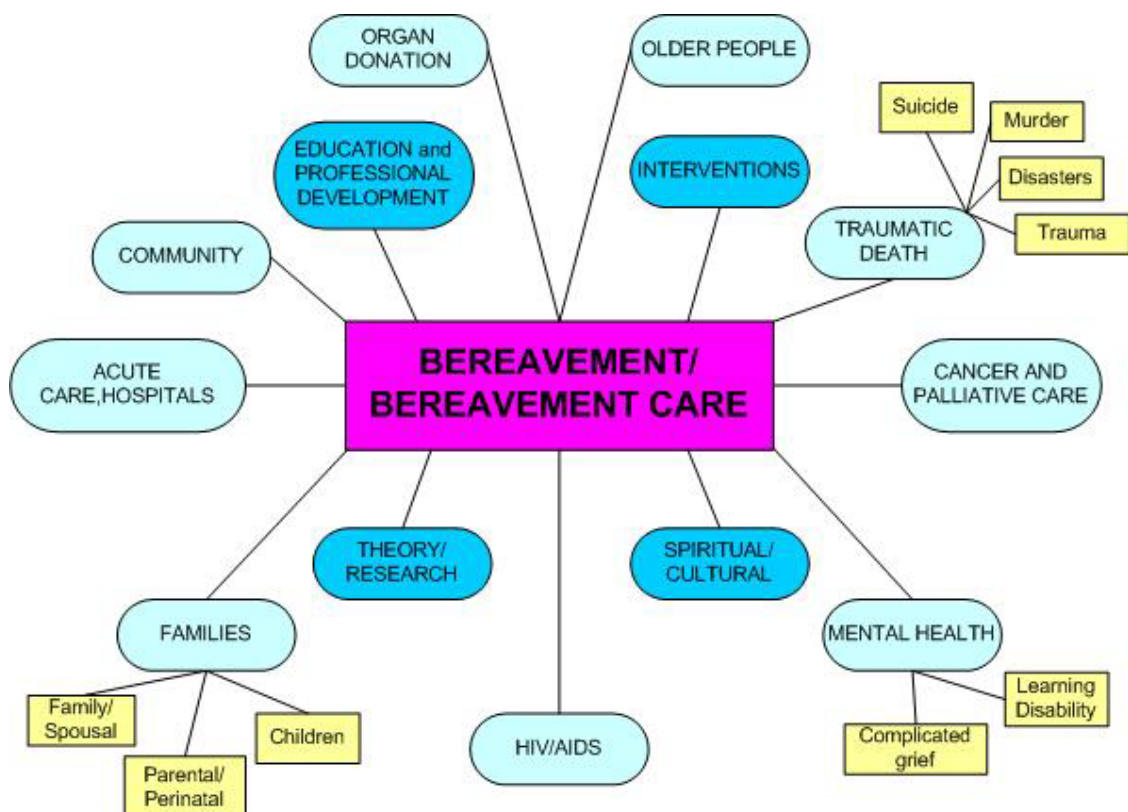 ORGAN
DONATION
OLDER PEOPLE
Suicide
Murder
EDUCATION and
PROFESSIONAL
DEVELOPMENT
INTERVENTIONS
Disasters
TRAUMATIC
DEATH
Trauma
COMMUNITY
BEREAVEMENT/
BEREAVEMENT CARE
ACUTE
CARE,HOSPITALS
CANCER AND
PALLIATIVE CARE
THEORY/
RESEARCH
SPIRITUAL/
CULTURAL
FAMILIES
MENTAL HEALTH
Family/
Spousal
Children
Parental/
Perinatal
HIV/AIDS
Learning
Disability
Complicated
grief